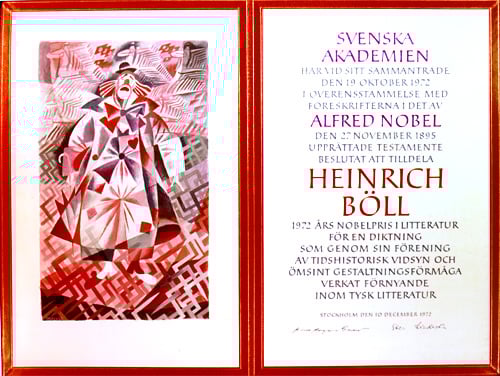 SVENSKA
AKADEMIEN
HAR VID SITT SAMMANTRÄDE
DEN 19 OKTOBER 1972
I ÖVERENSSTÄMMELSE MED
FÖRESKRIFTERNA I DET AV
ALFRED NOBEL
DEN 27 NOVEMBER 1895
UPPRÄTTADE TESTAMENTE
BESLUTAT ATT TILLDELA
HEINRICH
BÖLL
1972 ÅRS NOBELPRIS I LITTERATUR
FÖR EN DIKTNING
SOM GENOM SIN FÖRENING
AV TIDSHISTORISK VIDSYN OCH
ÖMSINT GESTALTNINGSFÖRMÅGA
VERKAT FÖRNYANDE
INOM TYSK LITTERATUR
STOCKHOLM DEN 10 DECEMBER 1972